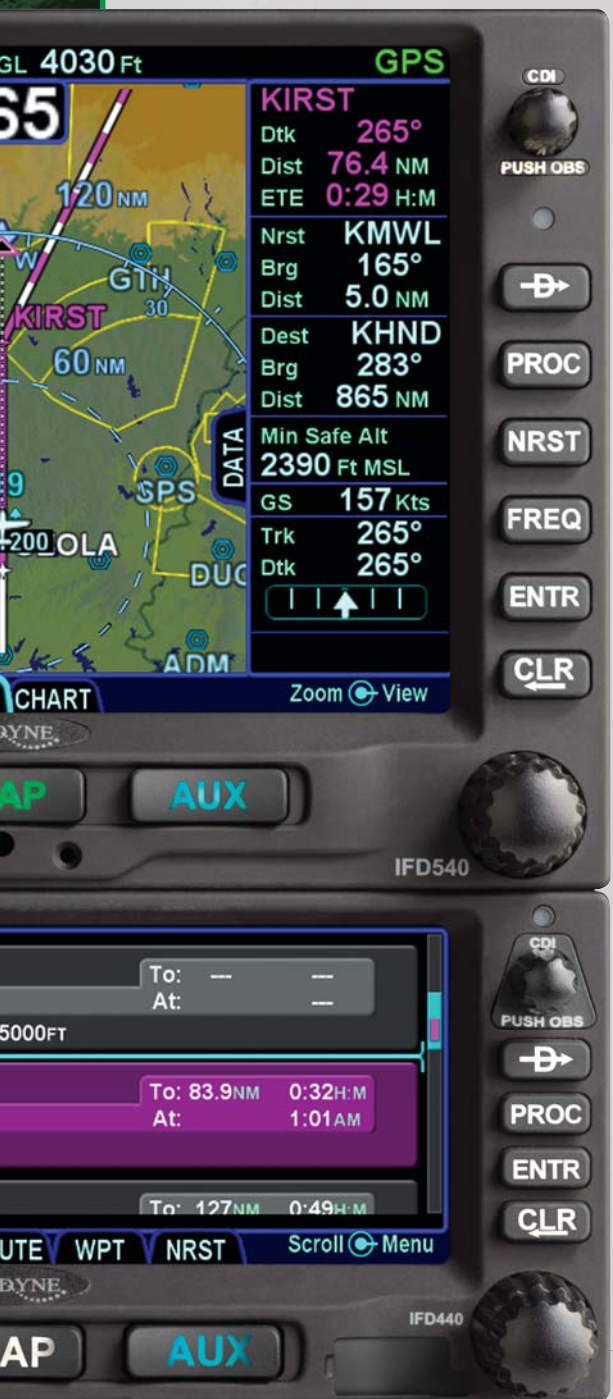 GL 4030 Ft GPS
65
KIRST
Dtk 265°
Dist 76.4 NM
ETE 0:29 H:M
Nrst KMWL
Brg 165°
Dist 5.0 NM
Dest KHND
Brg 283°
Dist 865 NM
Min Safe Alt
2390 Ft MSL
GS 157 Kts
Trk 265°
Dtk 265°
DATA
120 NM
W
GTH
30
KIRST
60 NM
SPS
9
-200
OLA
DUC
ADM
CHART
Zoom View
DYNE
AP AUX
IFD540
CDI
PUSH OBS
D
PROC
NRST
FREQ
ENTR
CLR
To: --- ---
At: ---
5000FT
To: 83.9NM 0:32H:M
At: 1:01AM
To: 127NM 0:49H:M
UTE WPT NRST Scroll Menu
DYNE
AP AUX
IFD440
CDI
PUSH OBS
D
PROC
ENTR
CLR